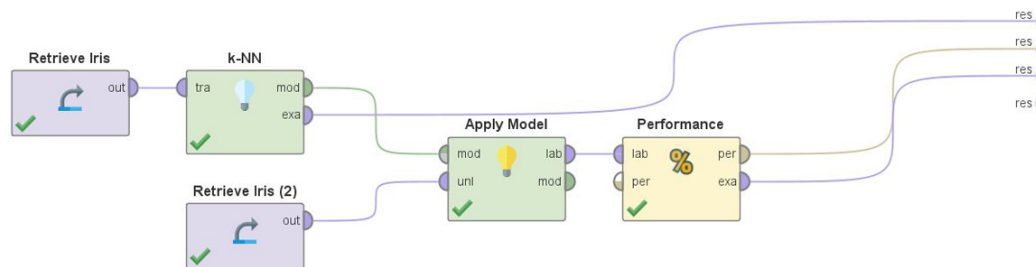 res
res
Retrieve Iris
k-NN
res
out
tra
mod
res
exa
Apply Model
Performance
mod
lab
lab
per
unl
mod
per
exa
Retrieve Iris (2)
out
%